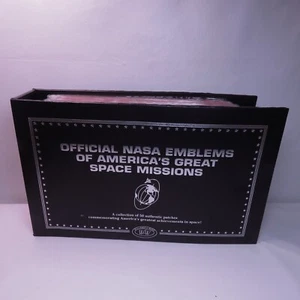 OFFICIAL NASA EMBLEMS
OF AMERICA'S GREAT
SPACE MISSIONS
A collection of 50 authentic patches
commemorating America's greatest achievements in space!